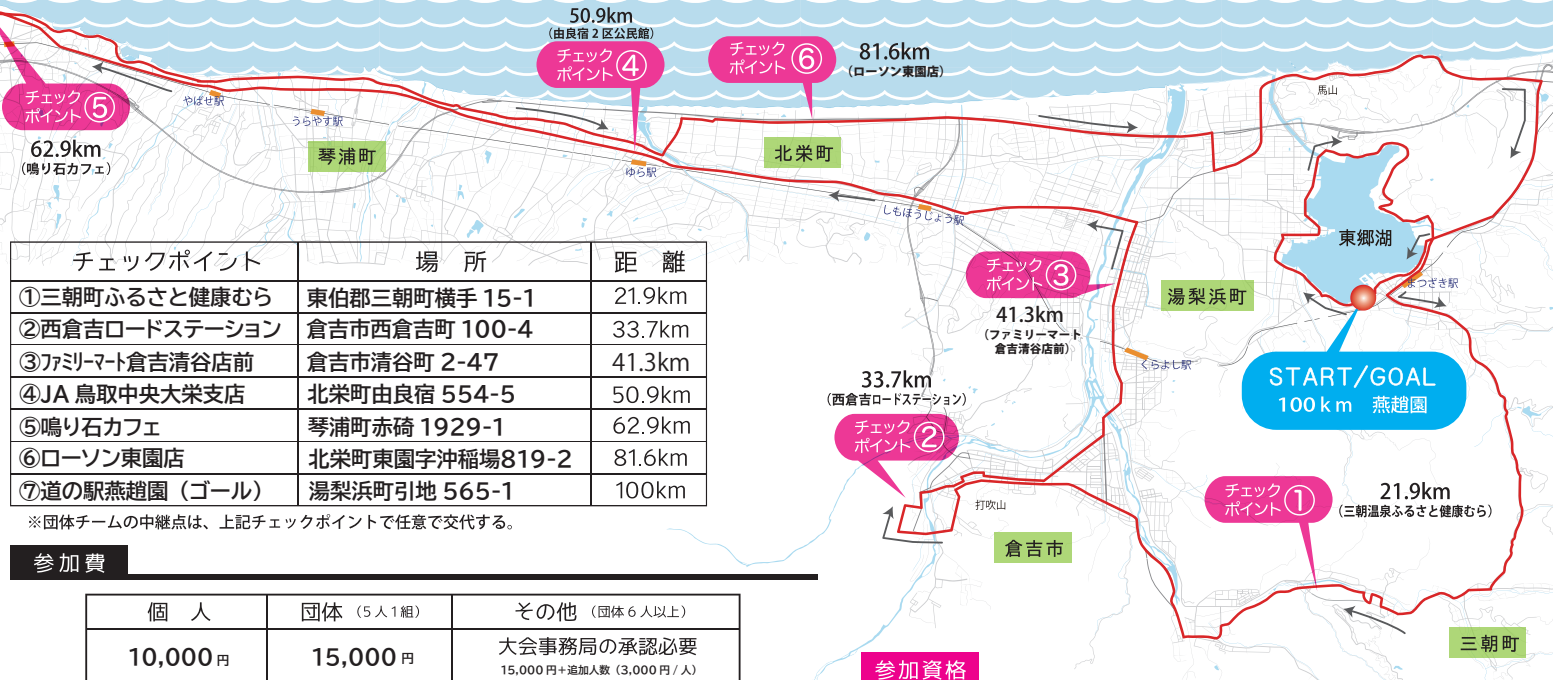 50.9km
(由良宿2区公民館)
チェック
ポイント ④
チェック
ポイント ⑥
81.6km
(ローソン東園店)
チェック
ポイント ⑤
62.9km
(鳴り石カフェ)
やばせ駅
うらやす駅
琴浦町
ゆら駅
北栄町
しもほうじょう駅
馬山
東郷湖
まつざき駅
湯梨浜町
チェック
ポイント ③
41.3km
(ファミリーマート
倉吉清谷店前)
くらよし駅
START/GOAL
100km 燕趙園
33.7km
(西倉吉ロードステーション)
チェック
ポイント ②
打吹山
倉吉市
チェック
ポイント ①
21.9km
(三朝温泉ふるさと健康むら)
三朝町
チェックポイント 場 所 距 離
①三朝町ふるさと健康むら 東伯郡三朝町横手 15-1 21.9km
②西倉吉ロードステーション 倉吉市西倉吉町 100-4 33.7km
③ファミリーマート倉吉清谷店前 倉吉市清谷町 2-47 41.3km
④JA 鳥取中央大栄支店 北栄町由良宿 554-5 50.9km
⑤鳴り石カフェ 琴浦町赤碕 1929-1 62.9km
⑥ローソン東園店 北栄町東園字沖稲場819-2 81.6km
⑦道の駅燕趙園(ゴール) 湯梨浜町引地 565-1 100km
※団体チームの中継点は、上記チェックポイントで任意で交代する。
参加費
個 人 団体 (5人1組) その他 (団体6人以上)
10,000円 15,000円 大会事務局の承認必要
15,000円+追加人数(3,000円/人)
参加資格